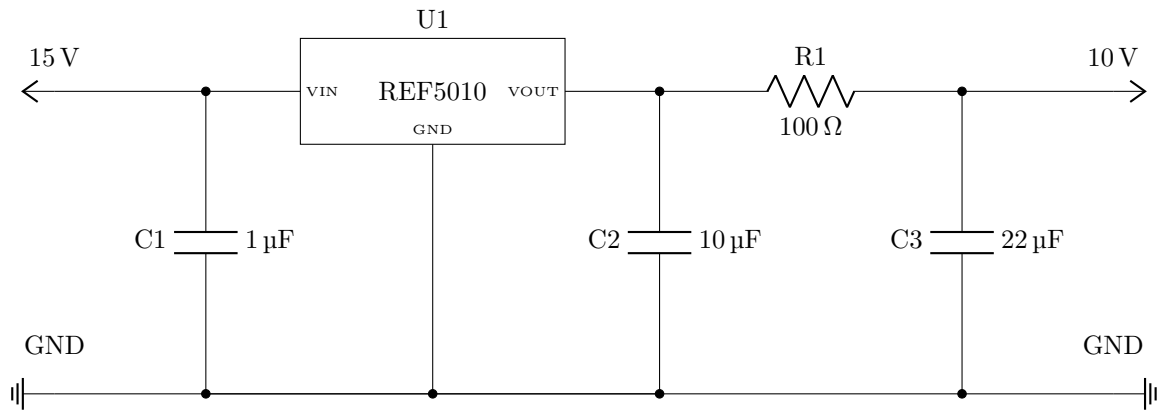 U1
15 V
R1
10 V
VIN
REF5010
VOUT
GND
100 Ω
C1
1 µF
C2
10 µF
C3
22 µF
GND
GND